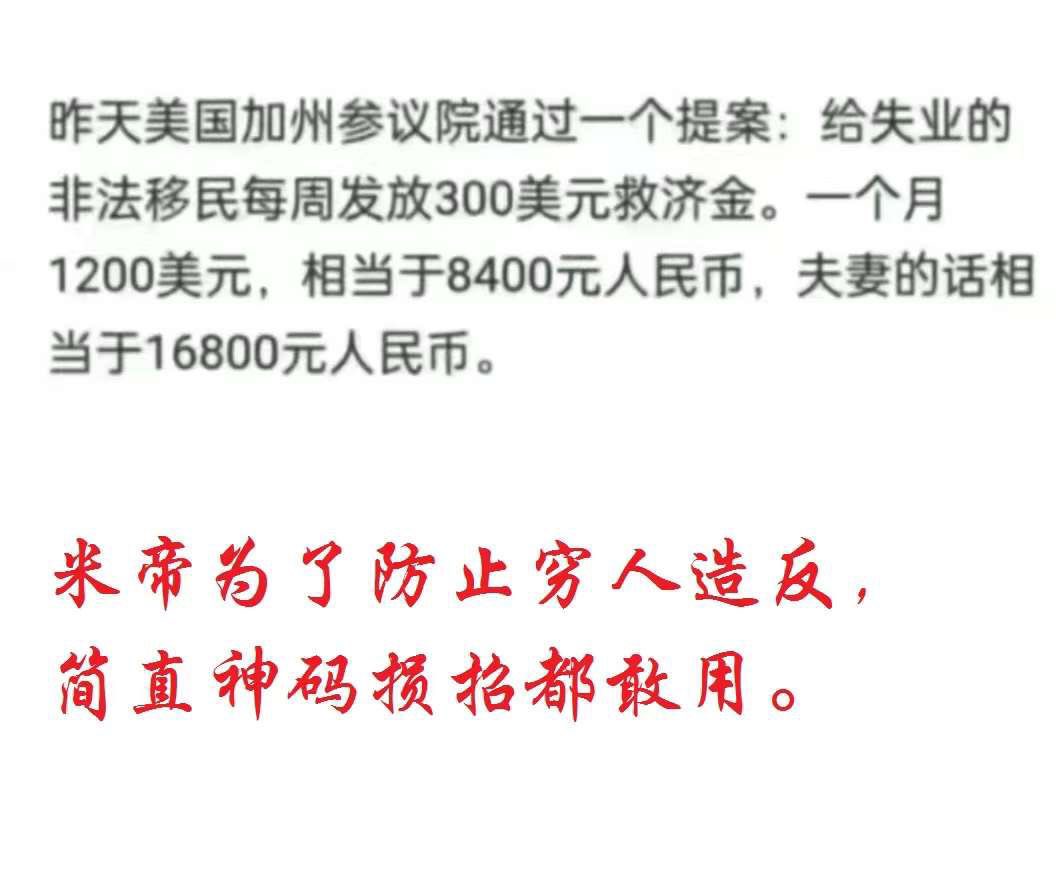 昨天美国加州参议院通过一个提案：给失业的
非法移民每周发放300美元救济金。一个月
1200美元，相当于8400元人民币，夫妻的话相
当于16800元人民币。
米帝为了防止穷人造反，
简直神码损招都敢用。